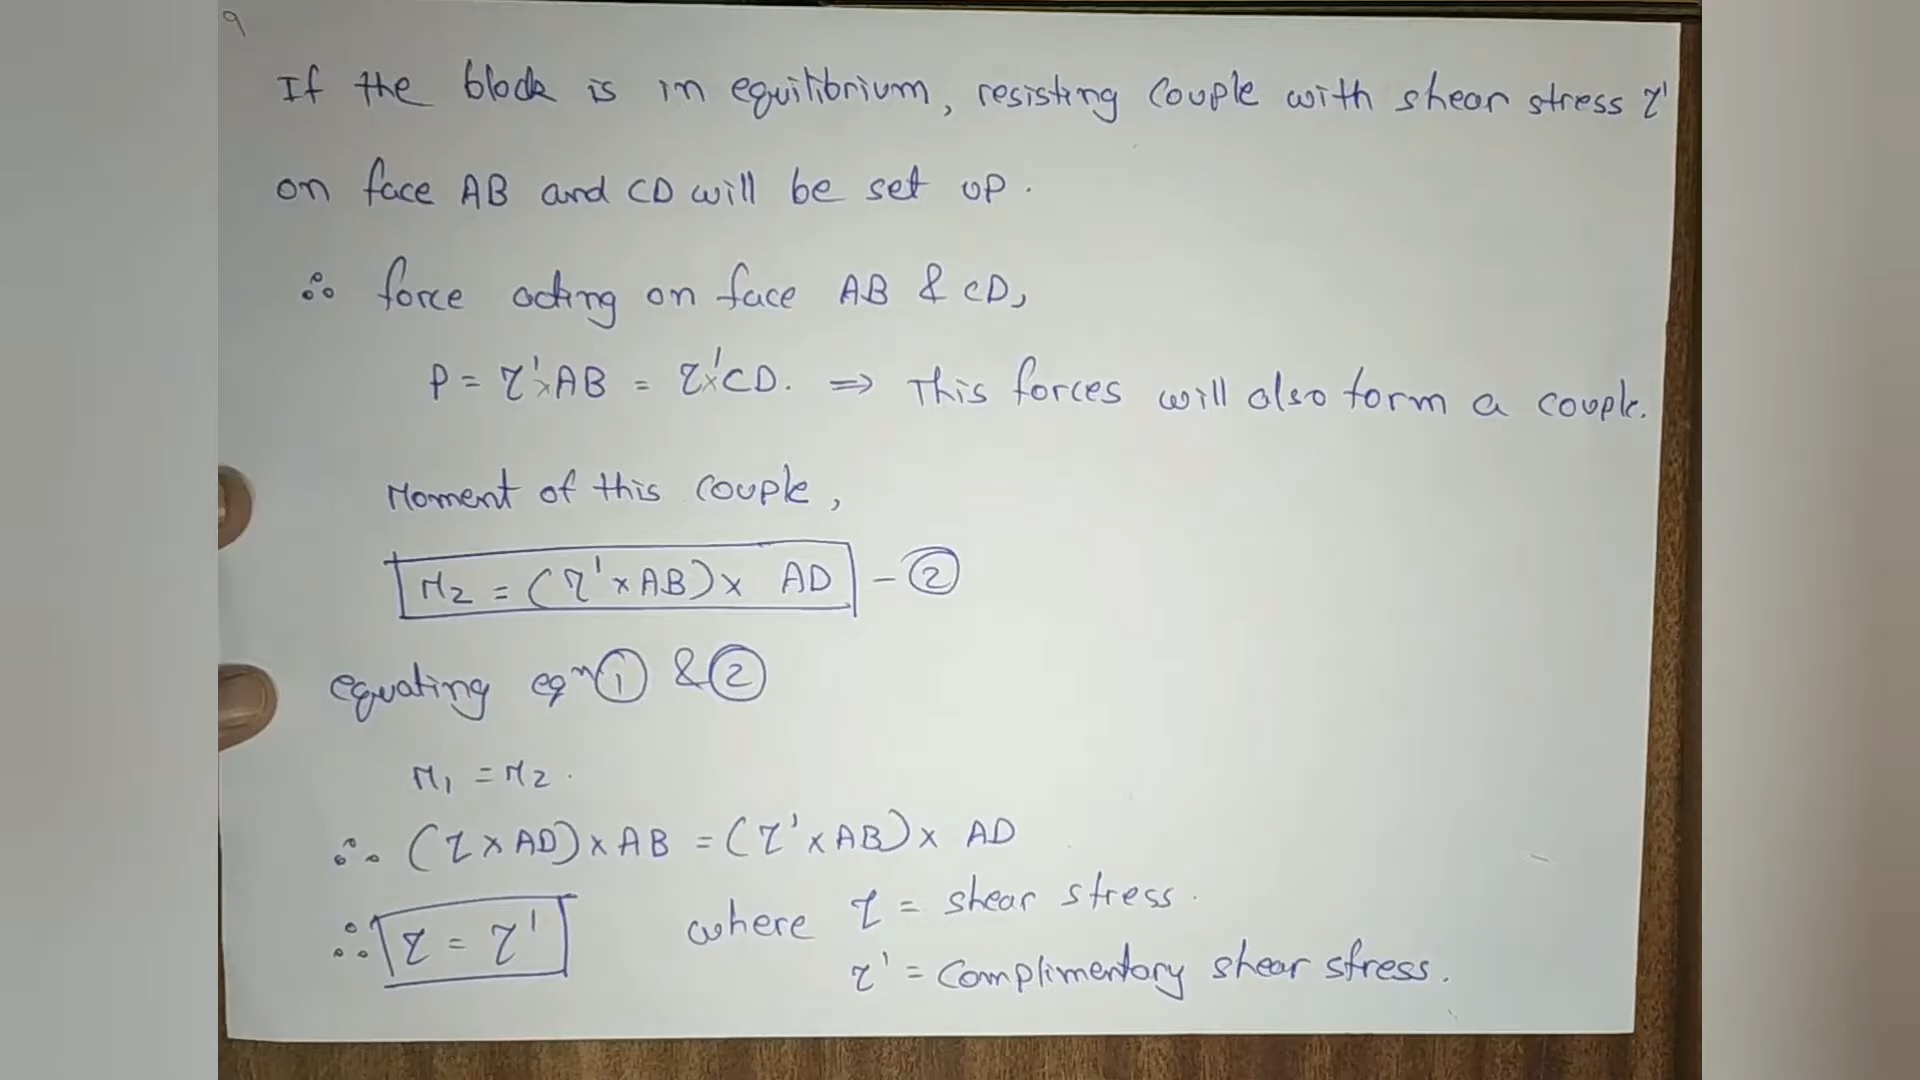 9
If the block is in equilibrium, resisting couple with shear stress τ'
on face AB and CD will be set up.
∴ force acting on face AB & CD,
P = τ'×AB = τ'×CD. ⇒ This forces will also form a couple.
Moment of this couple,
M2 = (τ'×AB)× AD - ②
equating eqn ① & ②
M1 = M2.
∴ (τ×AD)×AB = (τ'×AB)× AD
∴ τ = τ' where τ = shear stress.
τ' = Complimentory shear stress.